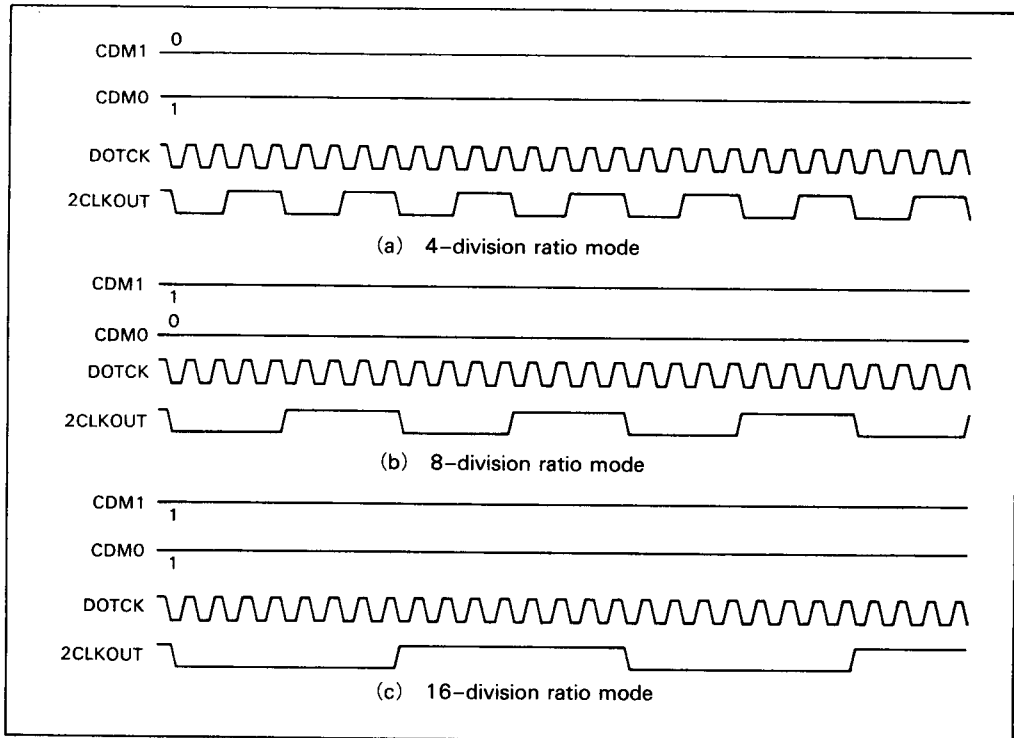 0
CDM1
CDM0
1
DOTCK
2CLKOUT
(a) 4-division ratio mode
CDM1
1
0
CDM0
DOTCK
2CLKOUT
(b) 8-division ratio mode
CDM1
1
CDM0
1
DOTCK
2CLKOUT
(c) 16-division ratio mode